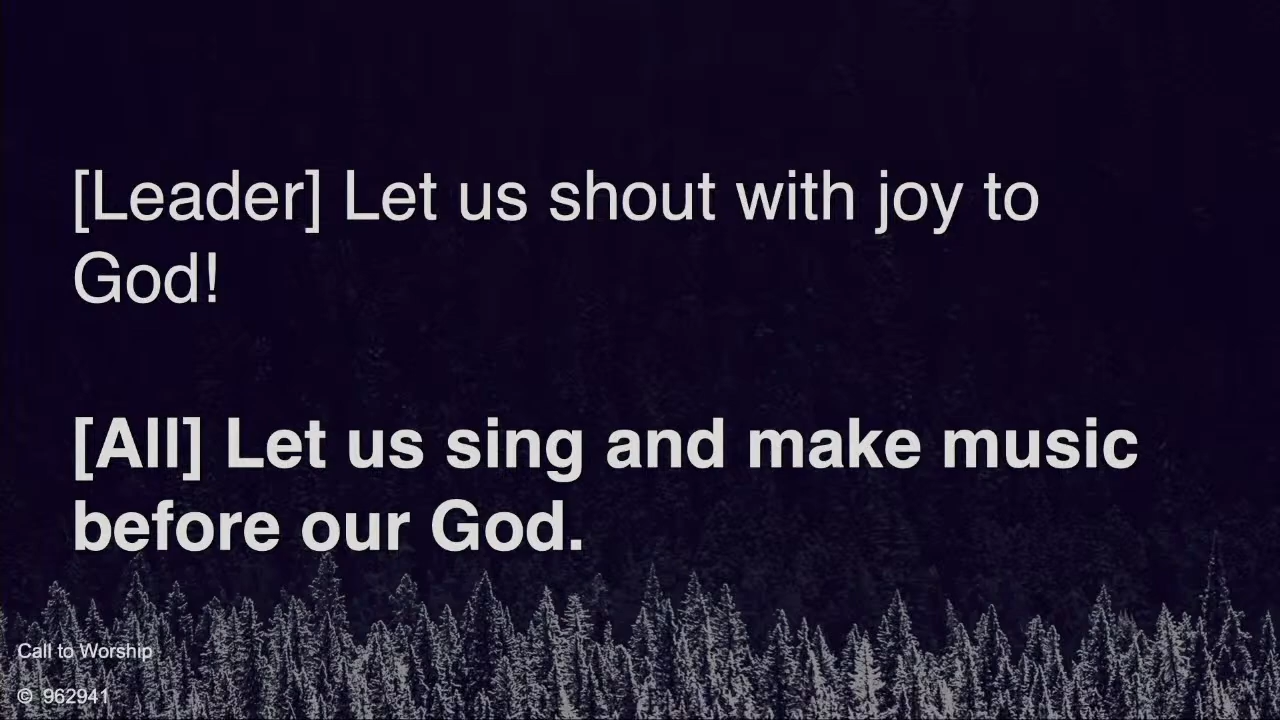 [Leader] Let us shout with joy to
God!
[All] Let us sing and make music
before our God.
Call to Worship
© 962941